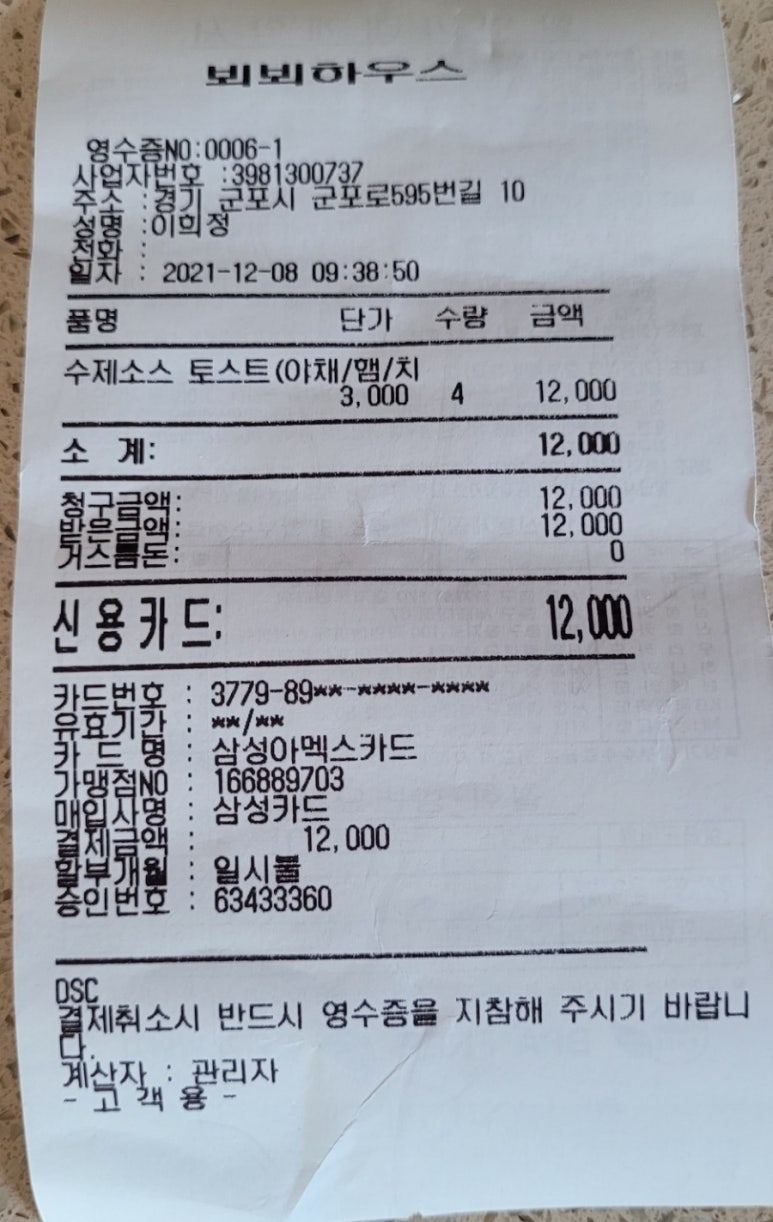 뵈뵈하우스
영수증NO:0006-1
사업자번호 :3981300737
주소 :경기 군포시 군포로595번길 10
성명 :이희정
전화 :
일자 : 2021-12-08 09:38:50
품명 단가 수량 금액
수제소스 토스트(야채/햄/치
3,000 4 12,000
소 계: 12,000
청구금액: 12,000
받은금액: 12,000
거스름돈: 0
신용카드: 12,000
카드번호 : 3779-89**-****-****
유효기간 : **/**
카 드 명 : 삼성아멕스카드
가맹점NO : 166889703
매입사명 : 삼성카드
결제금액 : 12,000
할부개월 : 일시불
승인번호 : 63433360
DSC
결제취소시 반드시 영수증을 지참해 주시기 바랍니
다.
계산자 : 관리자
- 고 객 용 -